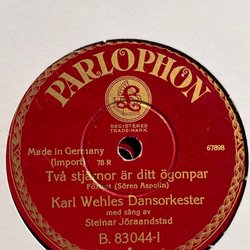 PARLOPHON
REGISTERED
TRADE-MARK.
Made in Germany
(Import) 78 R
67898
Två stjärnor är ditt ögonpar
Foxtrot (Sören Aspelin)
Karl Wehles Dansorkester
med sång av
Steinar Jöraandstad
B. 83044-I